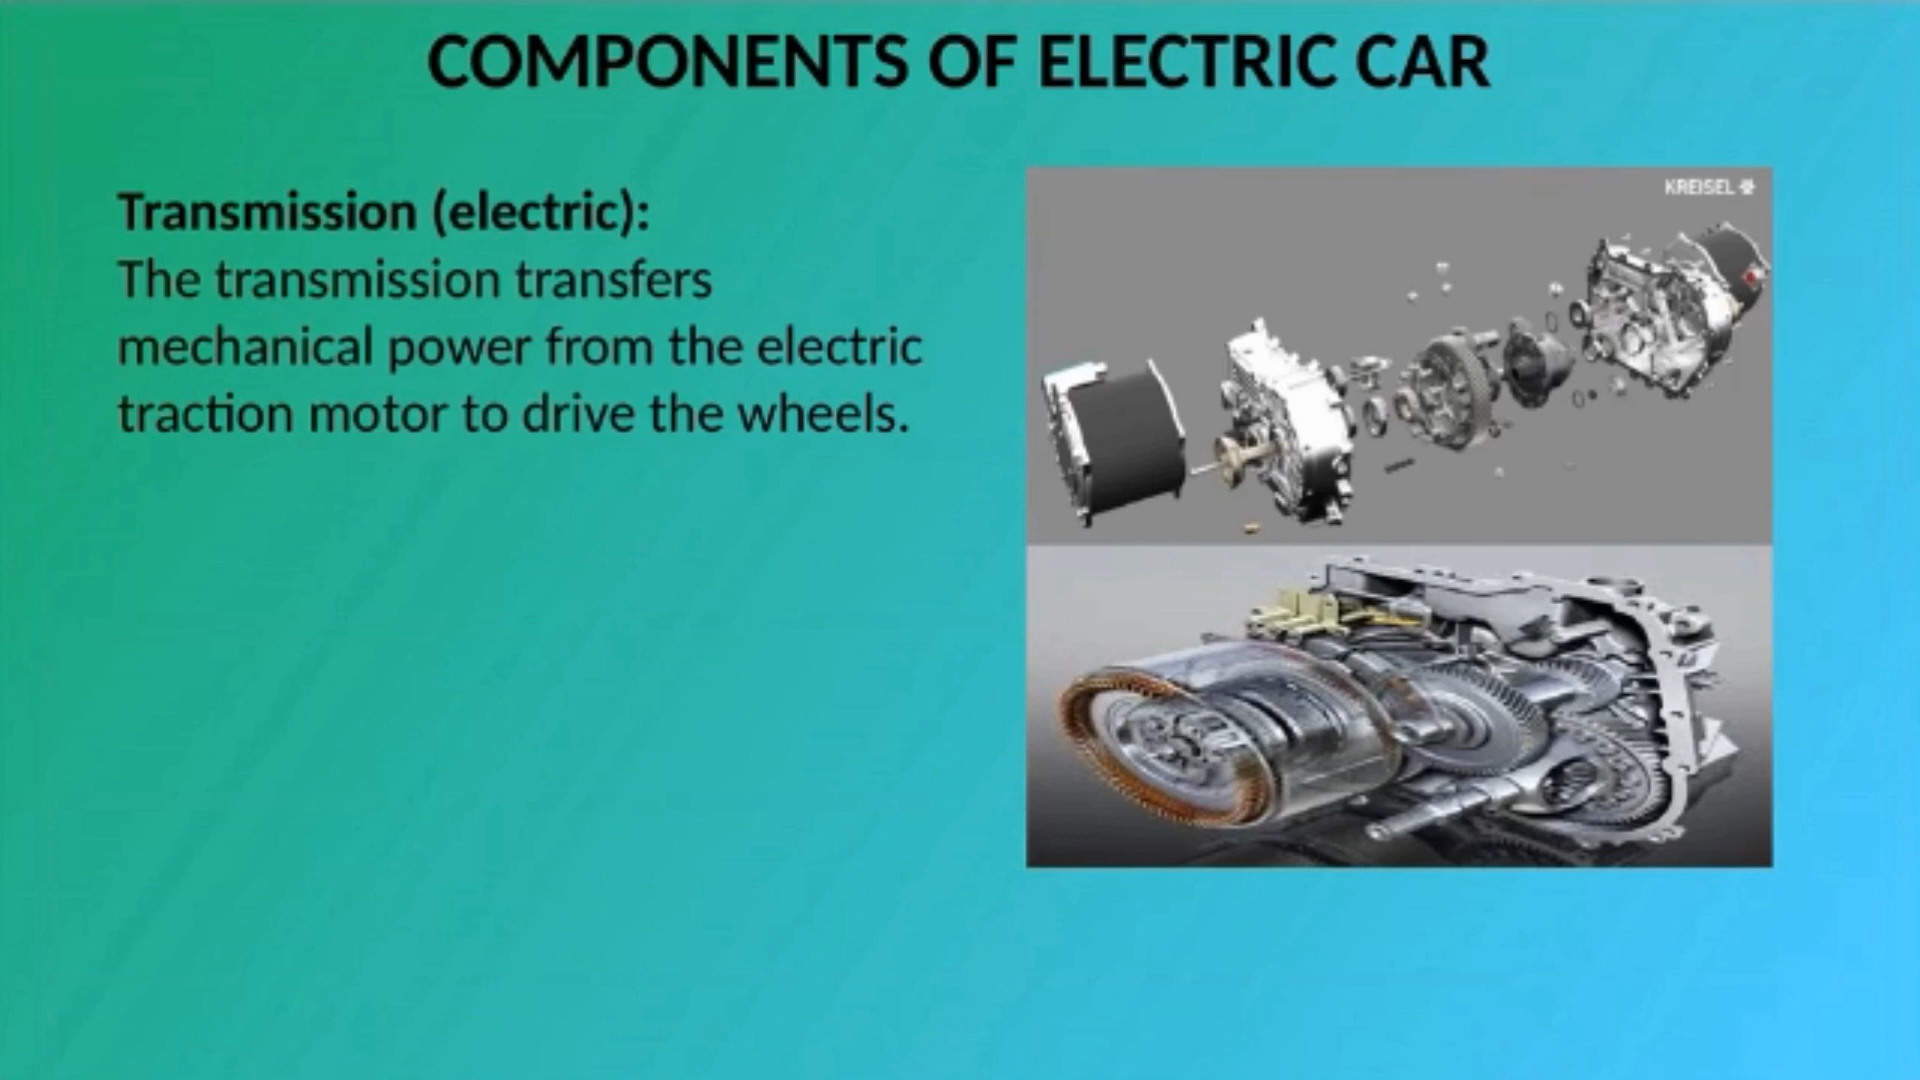 COMPONENTS OF ELECTRIC CAR
Transmission (electric):
The transmission transfers
mechanical power from the electric
traction motor to drive the wheels.
KREISEL